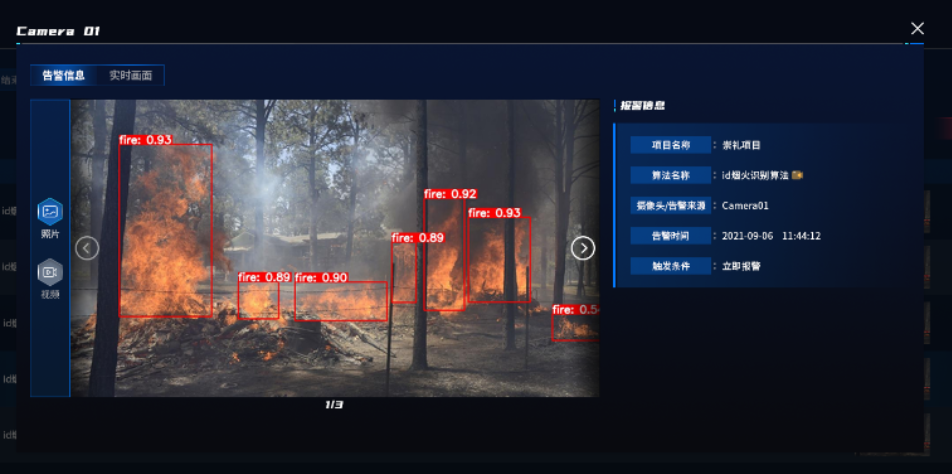 Camera 01
告警信息
实时画面
报警信息
fire: 0.93
项目名称 : 崇礼项目
算法名称 : id烟火识别算法
fire: 0.92
摄像头/告警来源 : Camera01
照片
fire: 0.93
fire: 0.89
告警时间 : 2021-09-06 11:44:12
触发条件 : 立即报警
fire: 0.89
fire: 0.90
视频
fire: 0.5
1/3